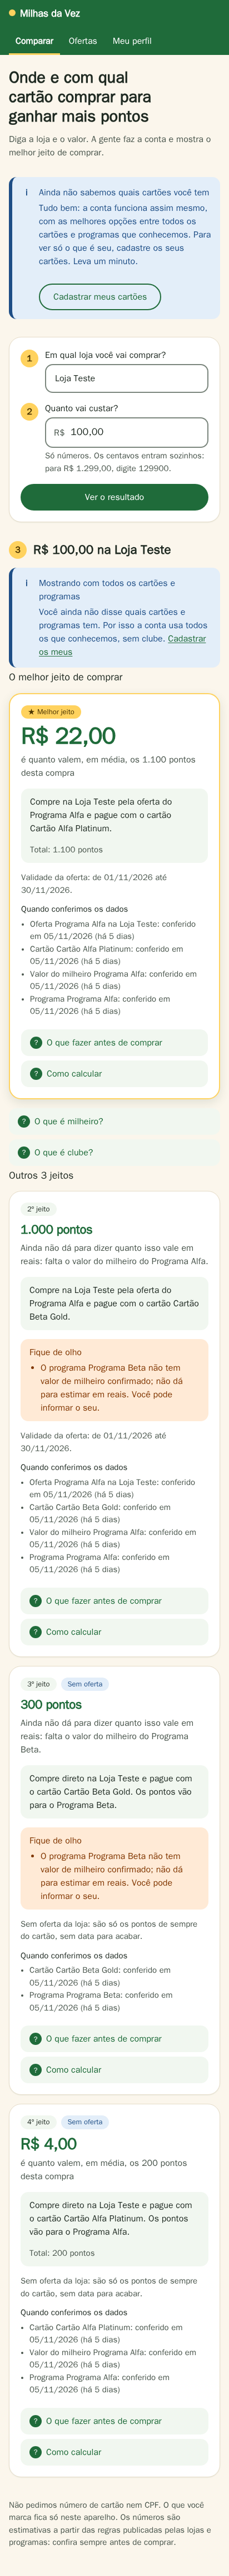 Milhas da Vez
Comparar Ofertas Meu perfil
Onde e com qual
cartão comprar para
ganhar mais pontos
Diga a loja e o valor. A gente faz a conta e mostra o
melhor jeito de comprar.
i Ainda não sabemos quais cartões você tem
Tudo bem: a conta funciona assim mesmo,
com as melhores opções entre todos os
cartões e programas que conhecemos. Para
ver só o que é seu, cadastre os seus
cartões. Leva um minuto.
Cadastrar meus cartões
1 Em qual loja você vai comprar?
Loja Teste
2 Quanto vai custar?
R$ 100,00
Só números. Os centavos entram sozinhos:
para R$ 1.299,00, digite 129900.
Ver o resultado
3 R$ 100,00 na Loja Teste
i Mostrando com todos os cartões e
programas
Você ainda não disse quais cartões e
programas tem. Por isso a conta usa todos
os que conhecemos, sem clube. Cadastrar
os meus
O melhor jeito de comprar
★ Melhor jeito
R$ 22,00
é quanto valem, em média, os 1.100 pontos
desta compra
Compre na Loja Teste pela oferta do
Programa Alfa e pague com o cartão
Cartão Alfa Platinum.
Total: 1.100 pontos
Validade da oferta: de 01/11/2026 até
30/11/2026.
Quando conferimos os dados
• Oferta Programa Alfa na Loja Teste: conferido
em 05/11/2026 (há 5 dias)
• Cartão Cartão Alfa Platinum: conferido em
05/11/2026 (há 5 dias)
• Valor do milheiro Programa Alfa: conferido em
05/11/2026 (há 5 dias)
• Programa Programa Alfa: conferido em
05/11/2026 (há 5 dias)
? O que fazer antes de comprar
? Como calcular
? O que é milheiro?
? O que é clube?
Outros 3 jeitos
2º jeito
1.000 pontos
Ainda não dá para dizer quanto isso vale em
reais: falta o valor do milheiro do Programa Alfa.
Compre na Loja Teste pela oferta do
Programa Alfa e pague com o cartão Cartão
Beta Gold.
Fique de olho
• O programa Programa Beta não tem
valor de milheiro confirmado; não dá
para estimar em reais. Você pode
informar o seu.
Validade da oferta: de 01/11/2026 até
30/11/2026.
Quando conferimos os dados
• Oferta Programa Alfa na Loja Teste: conferido
em 05/11/2026 (há 5 dias)
• Cartão Cartão Beta Gold: conferido em
05/11/2026 (há 5 dias)
• Valor do milheiro Programa Alfa: conferido em
05/11/2026 (há 5 dias)
• Programa Programa Alfa: conferido em
05/11/2026 (há 5 dias)
? O que fazer antes de comprar
? Como calcular
3º jeito Sem oferta
300 pontos
Ainda não dá para dizer quanto isso vale em
reais: falta o valor do milheiro do Programa
Beta.
Compre direto na Loja Teste e pague com
o cartão Cartão Beta Gold. Os pontos vão
para o Programa Beta.
Fique de olho
• O programa Programa Beta não tem
valor de milheiro confirmado; não dá
para estimar em reais. Você pode
informar o seu.
Sem oferta da loja: são só os pontos de sempre
do cartão, sem data para acabar.
Quando conferimos os dados
• Cartão Cartão Beta Gold: conferido em
05/11/2026 (há 5 dias)
• Programa Programa Beta: conferido em
05/11/2026 (há 5 dias)
? O que fazer antes de comprar
? Como calcular
4º jeito Sem oferta
R$ 4,00
é quanto valem, em média, os 200 pontos
desta compra
Compre direto na Loja Teste e pague com
o cartão Cartão Alfa Platinum. Os pontos
vão para o Programa Alfa.
Total: 200 pontos
Sem oferta da loja: são só os pontos de sempre
do cartão, sem data para acabar.
Quando conferimos os dados
• Cartão Cartão Alfa Platinum: conferido em
05/11/2026 (há 5 dias)
• Valor do milheiro Programa Alfa: conferido em
05/11/2026 (há 5 dias)
• Programa Programa Alfa: conferido em
05/11/2026 (há 5 dias)
? O que fazer antes de comprar
? Como calcular
Não pedimos número de cartão nem CPF. O que você
marca fica só neste aparelho. Os números são
estimativas a partir das regras publicadas pelas lojas e
programas: confira sempre antes de comprar.